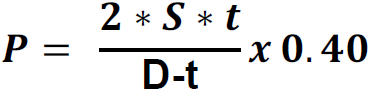 P = 2 * S * t / D-t x 0.40